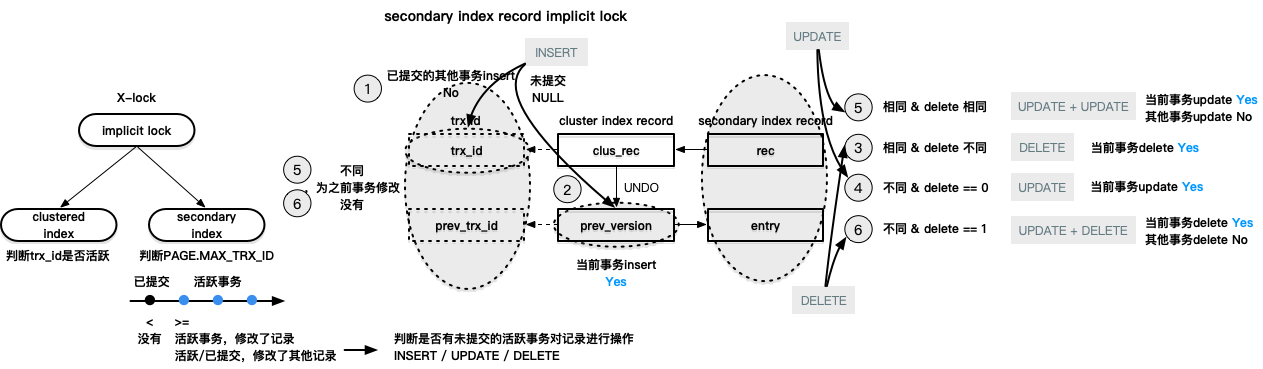 secondary index record implicit lock
X-lock
implicit lock
clustered
index
secondary
index
判断trx_id是否活跃
判断PAGE.MAX_TRX_ID
已提交
活跃事务
<
>=
没有
活跃事务，修改了记录
活跃/已提交，修改了其他记录
判断是否有未提交的活跃事务对记录进行操作
INSERT / UPDATE / DELETE
INSERT
1
已提交的其他事务insert
No
未提交
NULL
trx_id
cluster index record
secondary index record
trx_id
clus_rec
rec
5
不同
为之前事务修改
6
没有
2
UNDO
prev_trx_id
prev_version
entry
当前事务insert
Yes
UPDATE
5
相同 & delete 相同
UPDATE + UPDATE
当前事务update Yes
其他事务update No
3
相同 & delete 不同
DELETE
当前事务delete Yes
4
不同 & delete == 0
UPDATE
当前事务update Yes
6
不同 & delete == 1
UPDATE + DELETE
当前事务delete Yes
其他事务delete No
DELETE